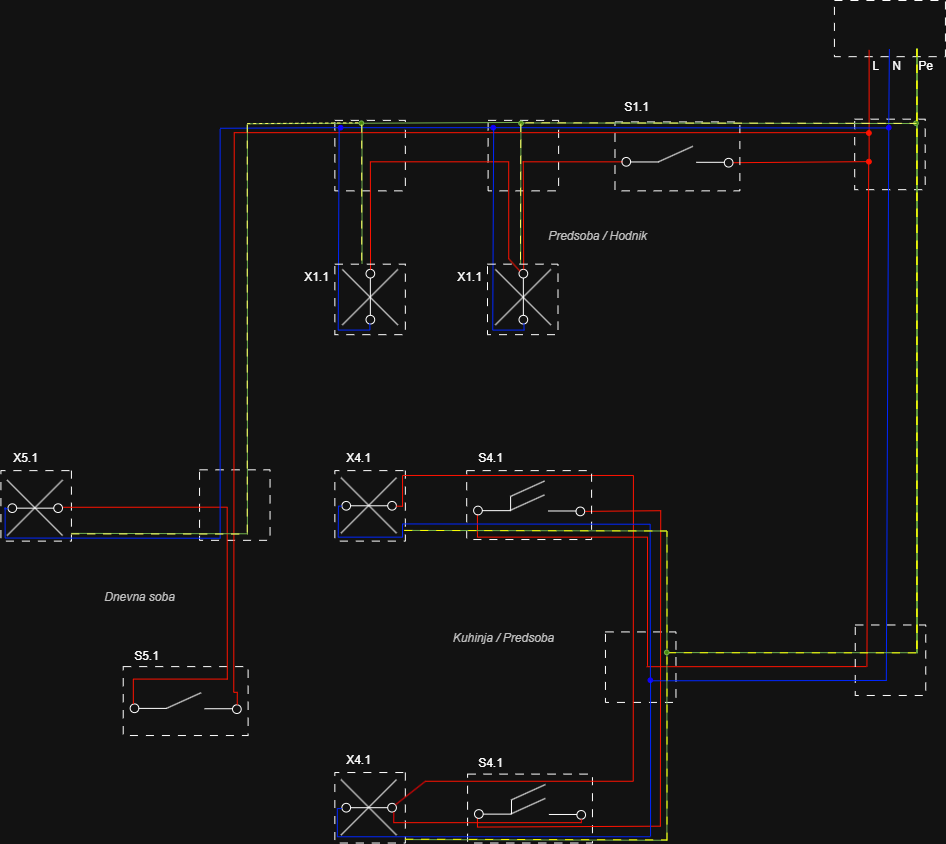 L N Pe
S1.1
Predsoba / Hodnik
X1.1 X1.1
X5.1 X4.1 S4.1
Dnevna soba
Kuhinja / Predsoba
S5.1
X4.1 S4.1